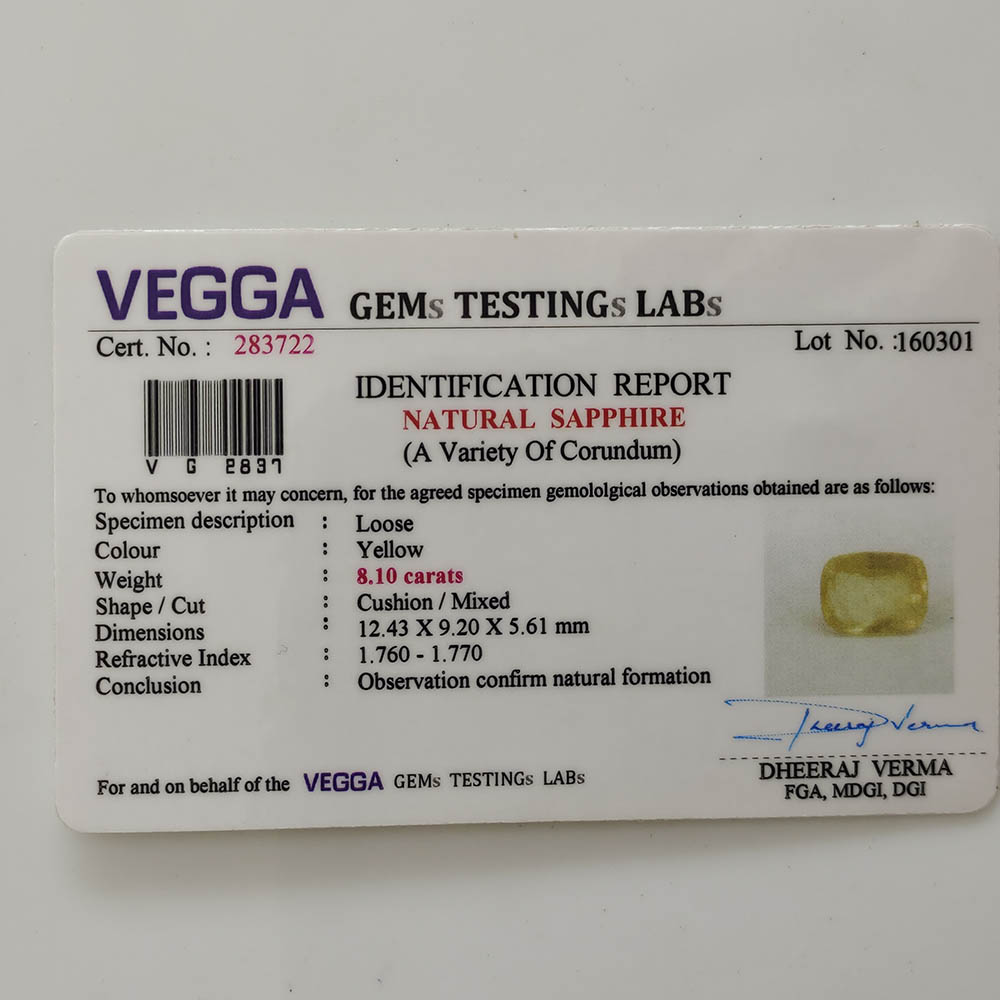 VEGGA GEMs TESTINGs LABs
Cert. No. : 283722
Lot No. :160301
V G 2837
IDENTIFICATION REPORT
NATURAL SAPPHIRE
(A Variety Of Corundum)
To whomsoever it may concern, for the agreed specimen gemololgical observations obtained are as follows:
Specimen description : Loose
Colour : Yellow
Weight : 8.10 carats
Shape / Cut : Cushion / Mixed
Dimensions : 12.43 X 9.20 X 5.61 mm
Refractive Index : 1.760 - 1.770
Conclusion : Observation confirm natural formation
Dheeraj Verma
DHEERAJ VERMA
FGA, MDGI, DGI
For and on behalf of the VEGGA GEMs TESTINGs LABs